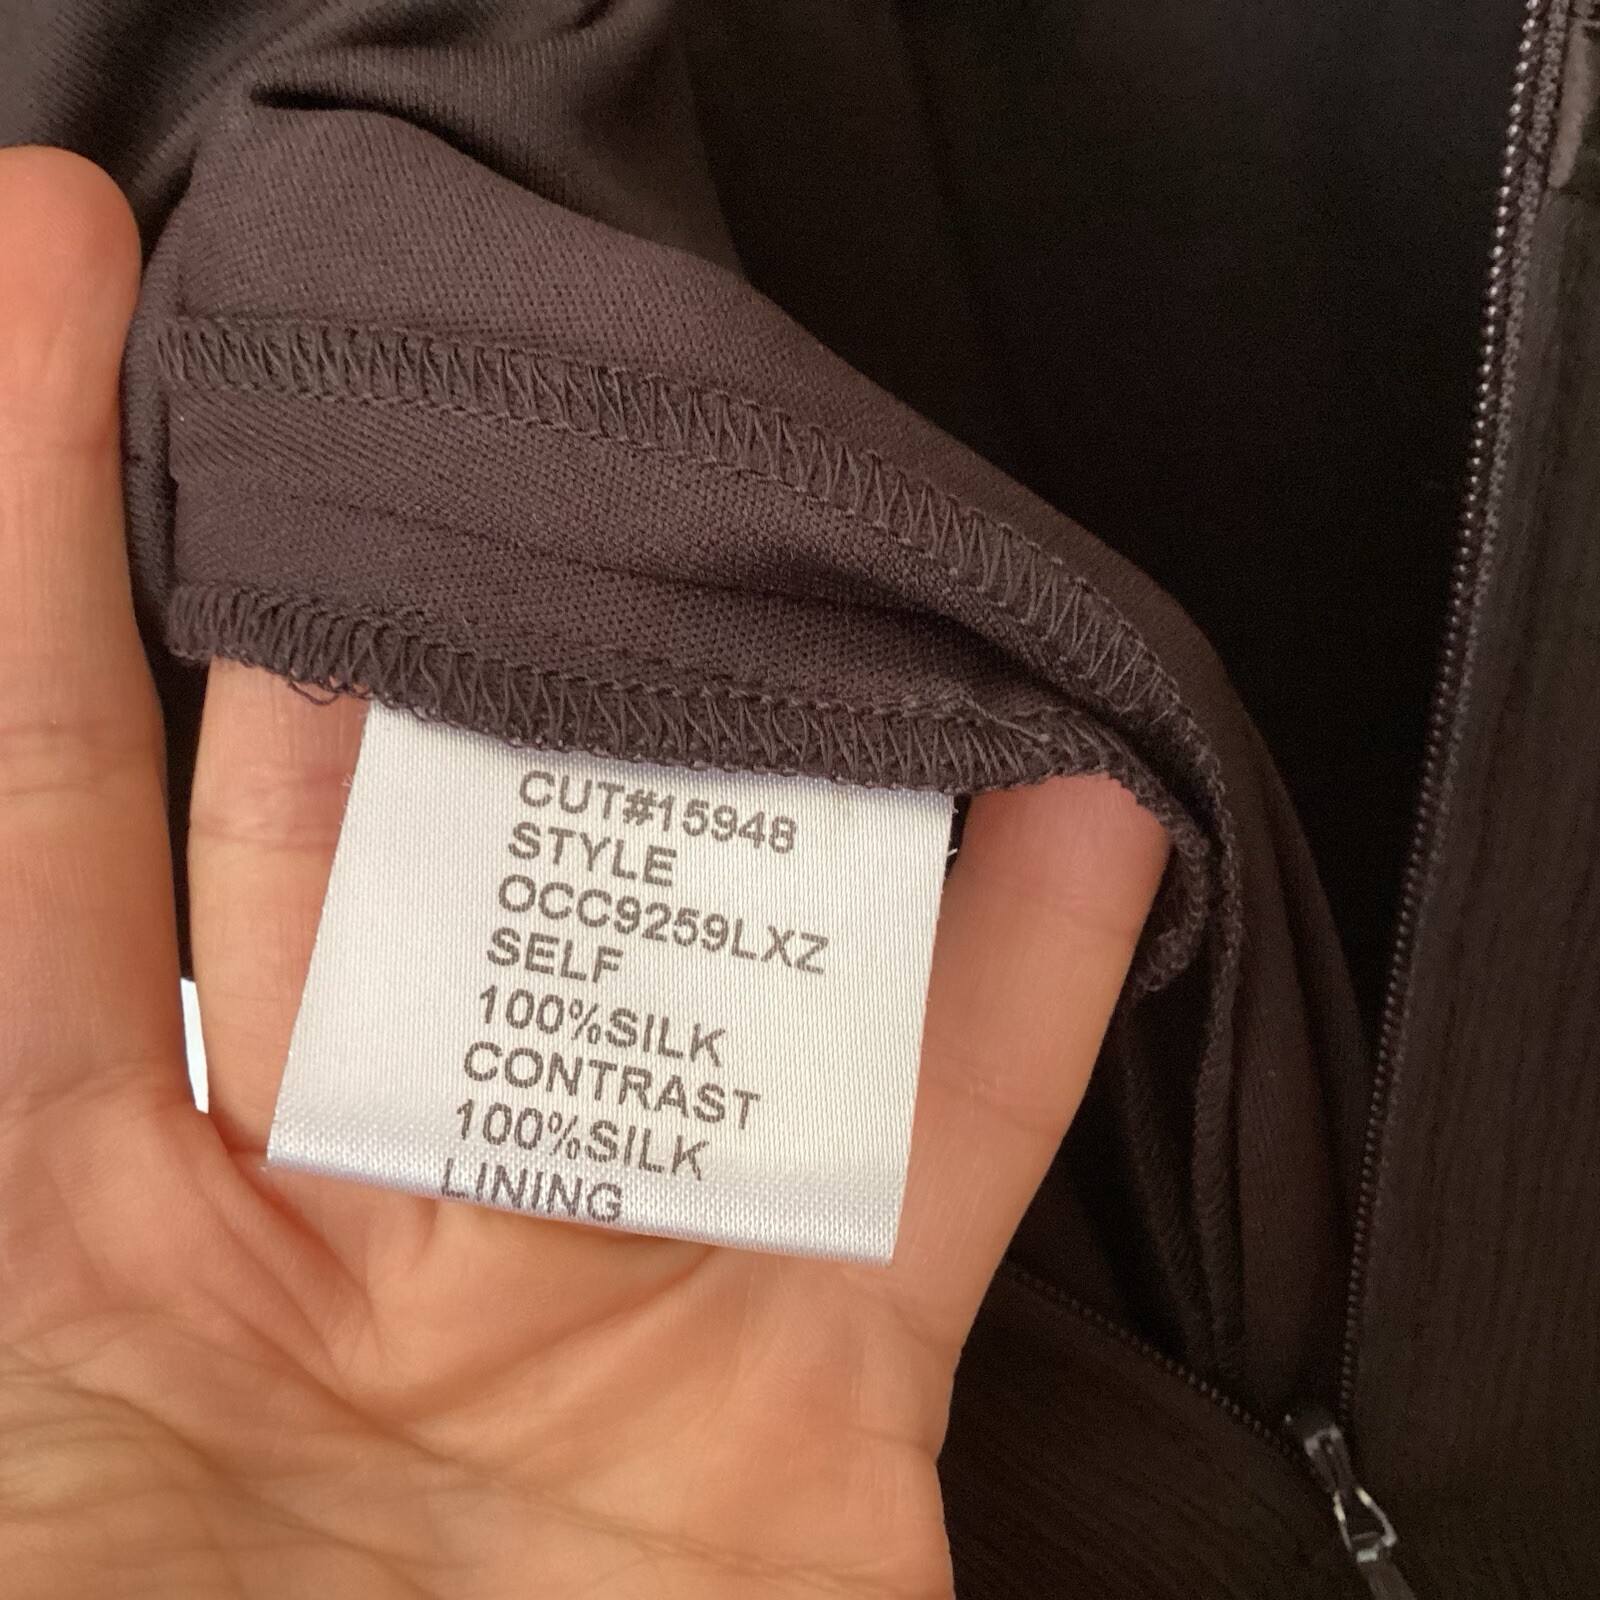 CUT#15948
STYLE
OCC9259LXZ
SELF
100%SILK
CONTRAST
100%SILK
LINING